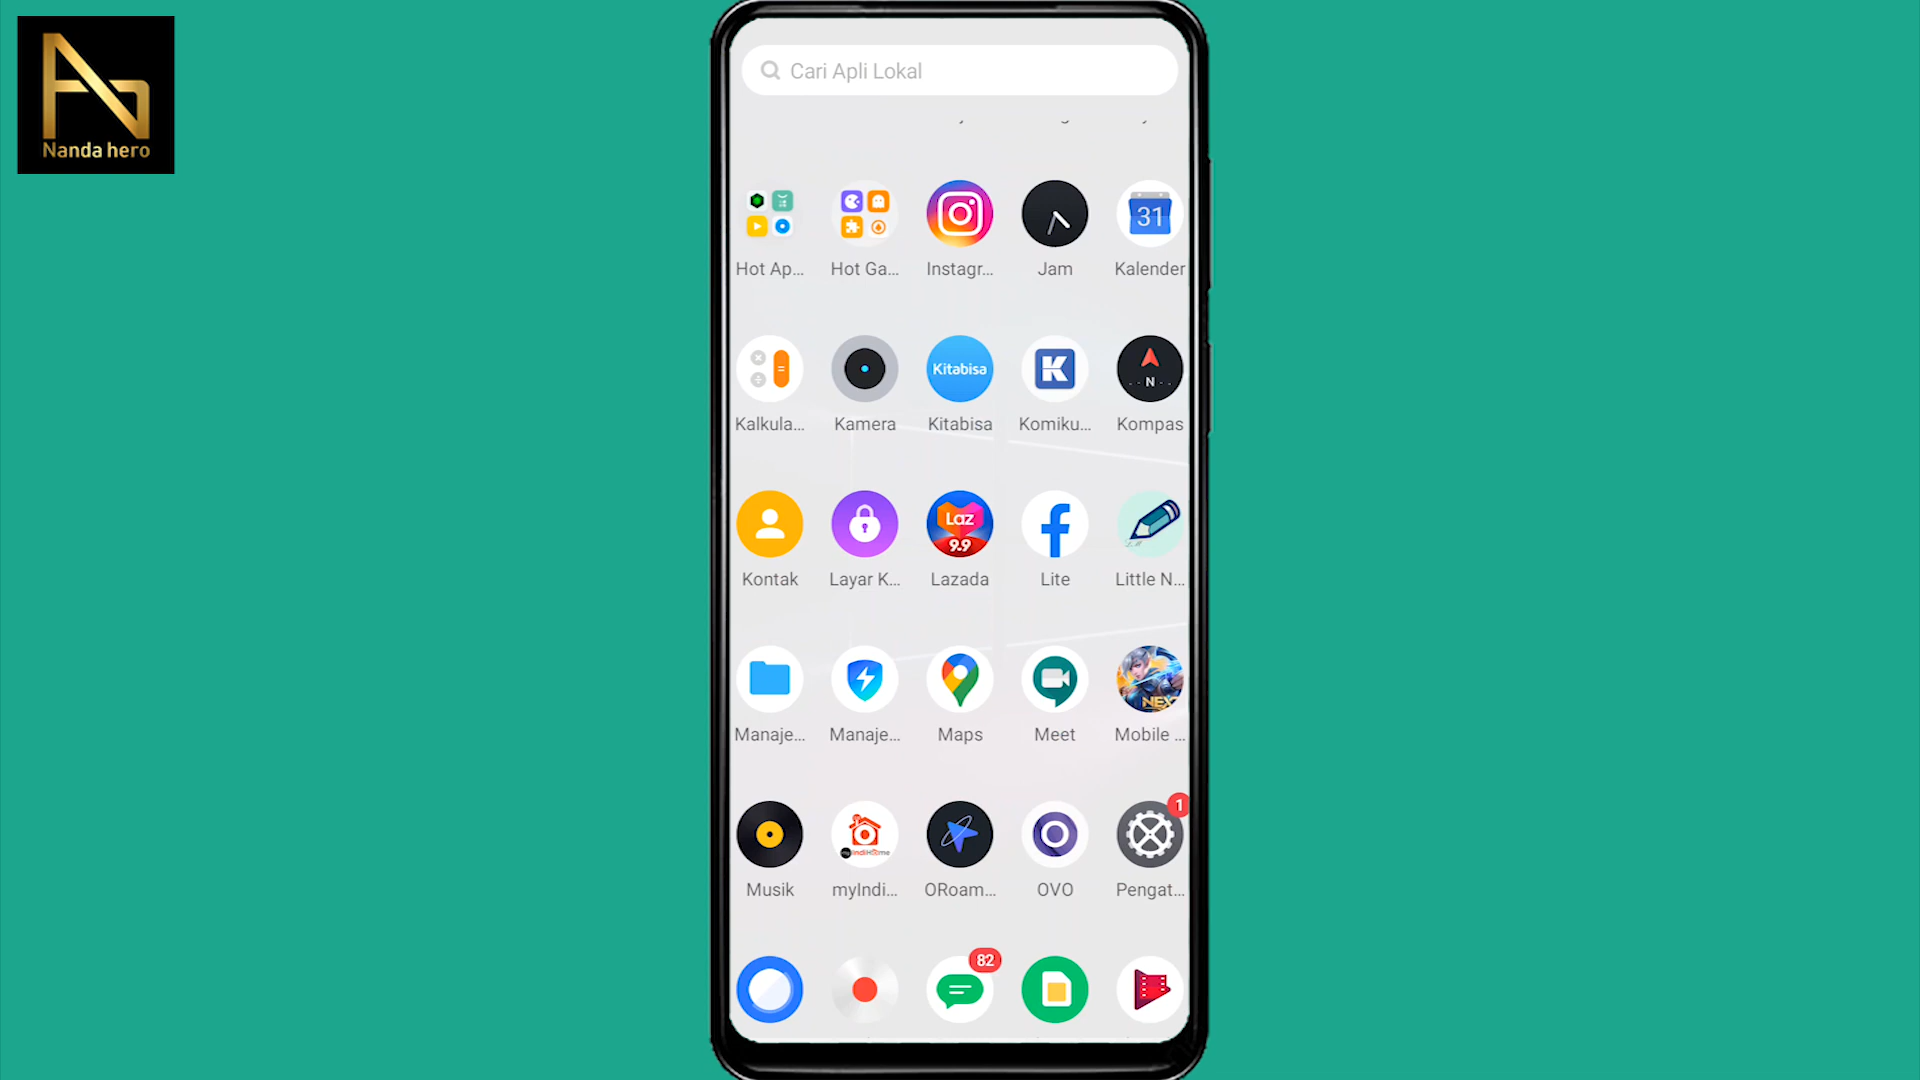 Nanda hero
Cari Apli Lokal
31
Hot Ap... Hot Ga... Instagr... Jam Kalender
Kitabisa
K
N
Kalkula... Kamera Kitabisa Komiku... Kompas
Laz
9.9
f
Kontak Layar K... Lazada Lite Little N...
NEXT
Manaje... Manaje... Maps Meet Mobile ...
1
myIndiHome
Musik myIndi... ORoam... OVO Pengat...
82